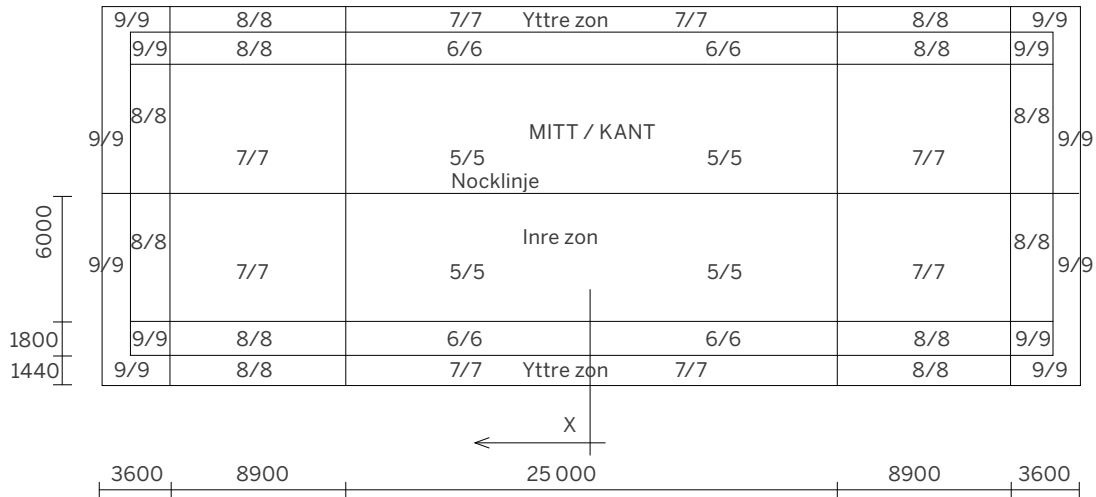 9/9 8/8 7/7 Yttre zon 7/7 8/8 9/9
9/9 8/8 6/6 6/6 8/8 9/9
8/8 8/8
9/9 MITT / KANT 9/9
7/7 5/5 5/5 7/7
Nocklinje
6000
8/8 Inre zon 8/8
9/9 7/7 5/5 5/5 7/7 9/9
1800 9/9 8/8 6/6 6/6 8/8 9/9
1440 9/9 8/8 7/7 Yttre zon 7/7 8/8 9/9
X
3600 8900 25 000 8900 3600